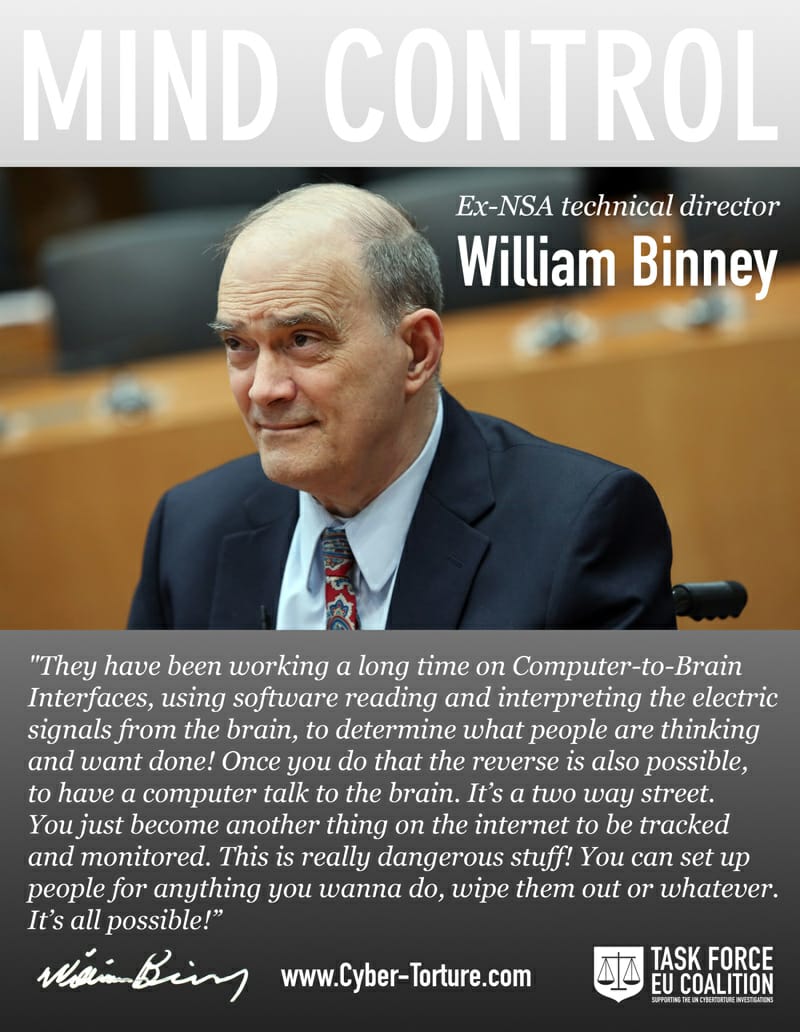 MIND CONTROL
Ex-NSA technical director
William Binney
"They have been working a long time on Computer-to-Brain
Interfaces, using software reading and interpreting the electric
signals from the brain, to determine what people are thinking
and want done! Once you do that the reverse is also possible,
to have a computer talk to the brain. It’s a two way street.
You just become another thing on the internet to be tracked
and monitored. This is really dangerous stuff! You can set up
people for anything you wanna do, wipe them out or whatever.
It’s all possible!”
William Binney
www.Cyber-Torture.com
TASK FORCE
EU COALITION
SUPPORTING THE UN CYBERTORTURE INVESTIGATIONS